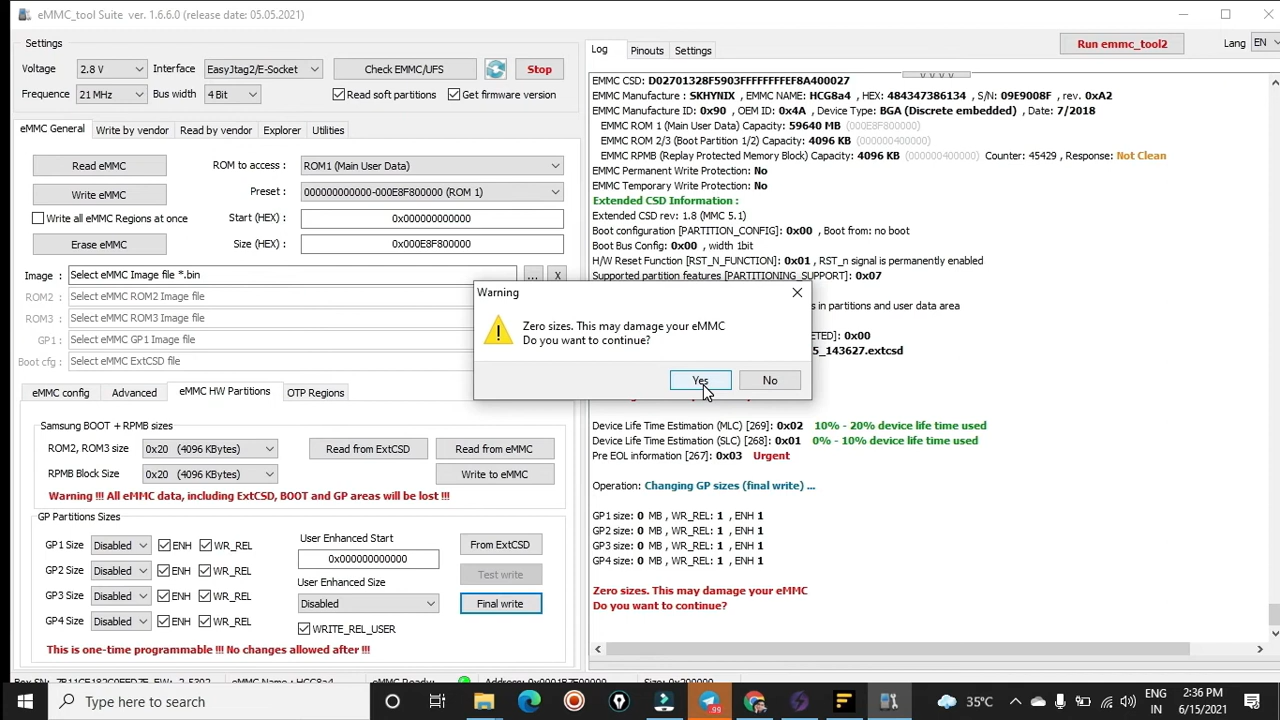 eMMC_tool Suite ver. 1.6.6.0 (release date: 05.05.2021)
Settings
Voltage 2.8 V Interface EasyJtag2/E-Socket Check EMMC/UFS Stop
Frequency 21 MHz Bus width 4 Bit Read soft partitions Get firmware version
eMMC General Write by vendor Read by vendor Explorer Utilities
Read eMMC ROM to access : ROM1 (Main User Data)
Write eMMC Preset : 000000000000-000E8F800000 (ROM 1)
Write all eMMC Regions at once Start (HEX) : 0x000000000000
Erase eMMC Size (HEX) : 0x000E8F800000
Image : Select eMMC Image file *.bin ... X
ROM2 : Select eMMC ROM2 Image file
ROM3 : Select eMMC ROM3 Image file
GP1 : Select eMMC GP1 Image file
Boot cfg : Select eMMC ExtCSD file
eMMC config Advanced eMMC HW Partitions OTP Regions
Samsung BOOT + RPMB sizes
ROM2, ROM3 size 0x20 (4096 KBytes) Read from ExtCSD Read from eMMC
RPMB Block Size 0x20 (4096 KBytes) Write to eMMC
Warning !!! All eMMC data, including ExtCSD, BOOT and GP areas will be lost !!!
GP Partitions Sizes
GP1 Size Disabled ENH WR_REL User Enhanced Start From ExtCSD
0x000000000000
GP2 Size Disabled ENH WR_REL User Enhanced Size Test write
GP3 Size Disabled ENH WR_REL Disabled Final write
GP4 Size Disabled ENH WR_REL WRITE_REL_USER
This is one-time programmable !!! No changes allowed after !!!
Log Pinouts Settings Run emmc_tool2 Lang EN
EMMC CSD: D02701328F5903FFFFFFFFEF8A400027
EMMC Manufacture : SKHYNIX , EMMC NAME: HCG8a4 , HEX: 484347386134 , S/N: 09E9008F , rev. 0xA2
EMMC Manufacture ID: 0x90 , OEM ID: 0x4A , Device Type: BGA (Discrete embedded) , Date: 7/2018
EMMC ROM 1 (Main User Data) Capacity: 59640 MB (000E8F800000)
EMMC ROM 2/3 (Boot Partition 1/2) Capacity: 4096 KB (000000400000)
EMMC RPMB (Replay Protected Memory Block) Capacity: 4096 KB (000000400000) Counter: 45429 , Response: Not Clean
EMMC Permanent Write Protection: No
EMMC Temporary Write Protection: No
Extended CSD Information :
Extended CSD rev: 1.8 (MMC 5.1)
Boot configuration [PARTITION_CONFIG]: 0x00 , Boot from: no boot
Boot Bus Config: 0x00 , width 1bit
H/W Reset Function [RST_N_FUNCTION]: 0x01 , RST_n signal is permanently enabled
Supported partition features [PARTITIONING_SUPPORT]: 0x07
s in partitions and user data area
ETED]: 0x00
5_143627.extcsd
Warning
Zero sizes. This may damage your eMMC
Do you want to continue?
Yes No
Device Life Time Estimation (MLC) [269]: 0x02 10% - 20% device life time used
Device Life Time Estimation (SLC) [268]: 0x01 0% - 10% device life time used
Pre EOL information [267]: 0x03 Urgent
Operation: Changing GP sizes (final write) ...
GP1 size: 0 MB , WR_REL: 1 , ENH 1
GP2 size: 0 MB , WR_REL: 1 , ENH 1
GP3 size: 0 MB , WR_REL: 1 , ENH 1
GP4 size: 0 MB , WR_REL: 1 , ENH 1
Zero sizes. This may damage your eMMC
Do you want to continue?
Type here to search 99 35°C ENG 2:36 PM
IN 6/15/2021